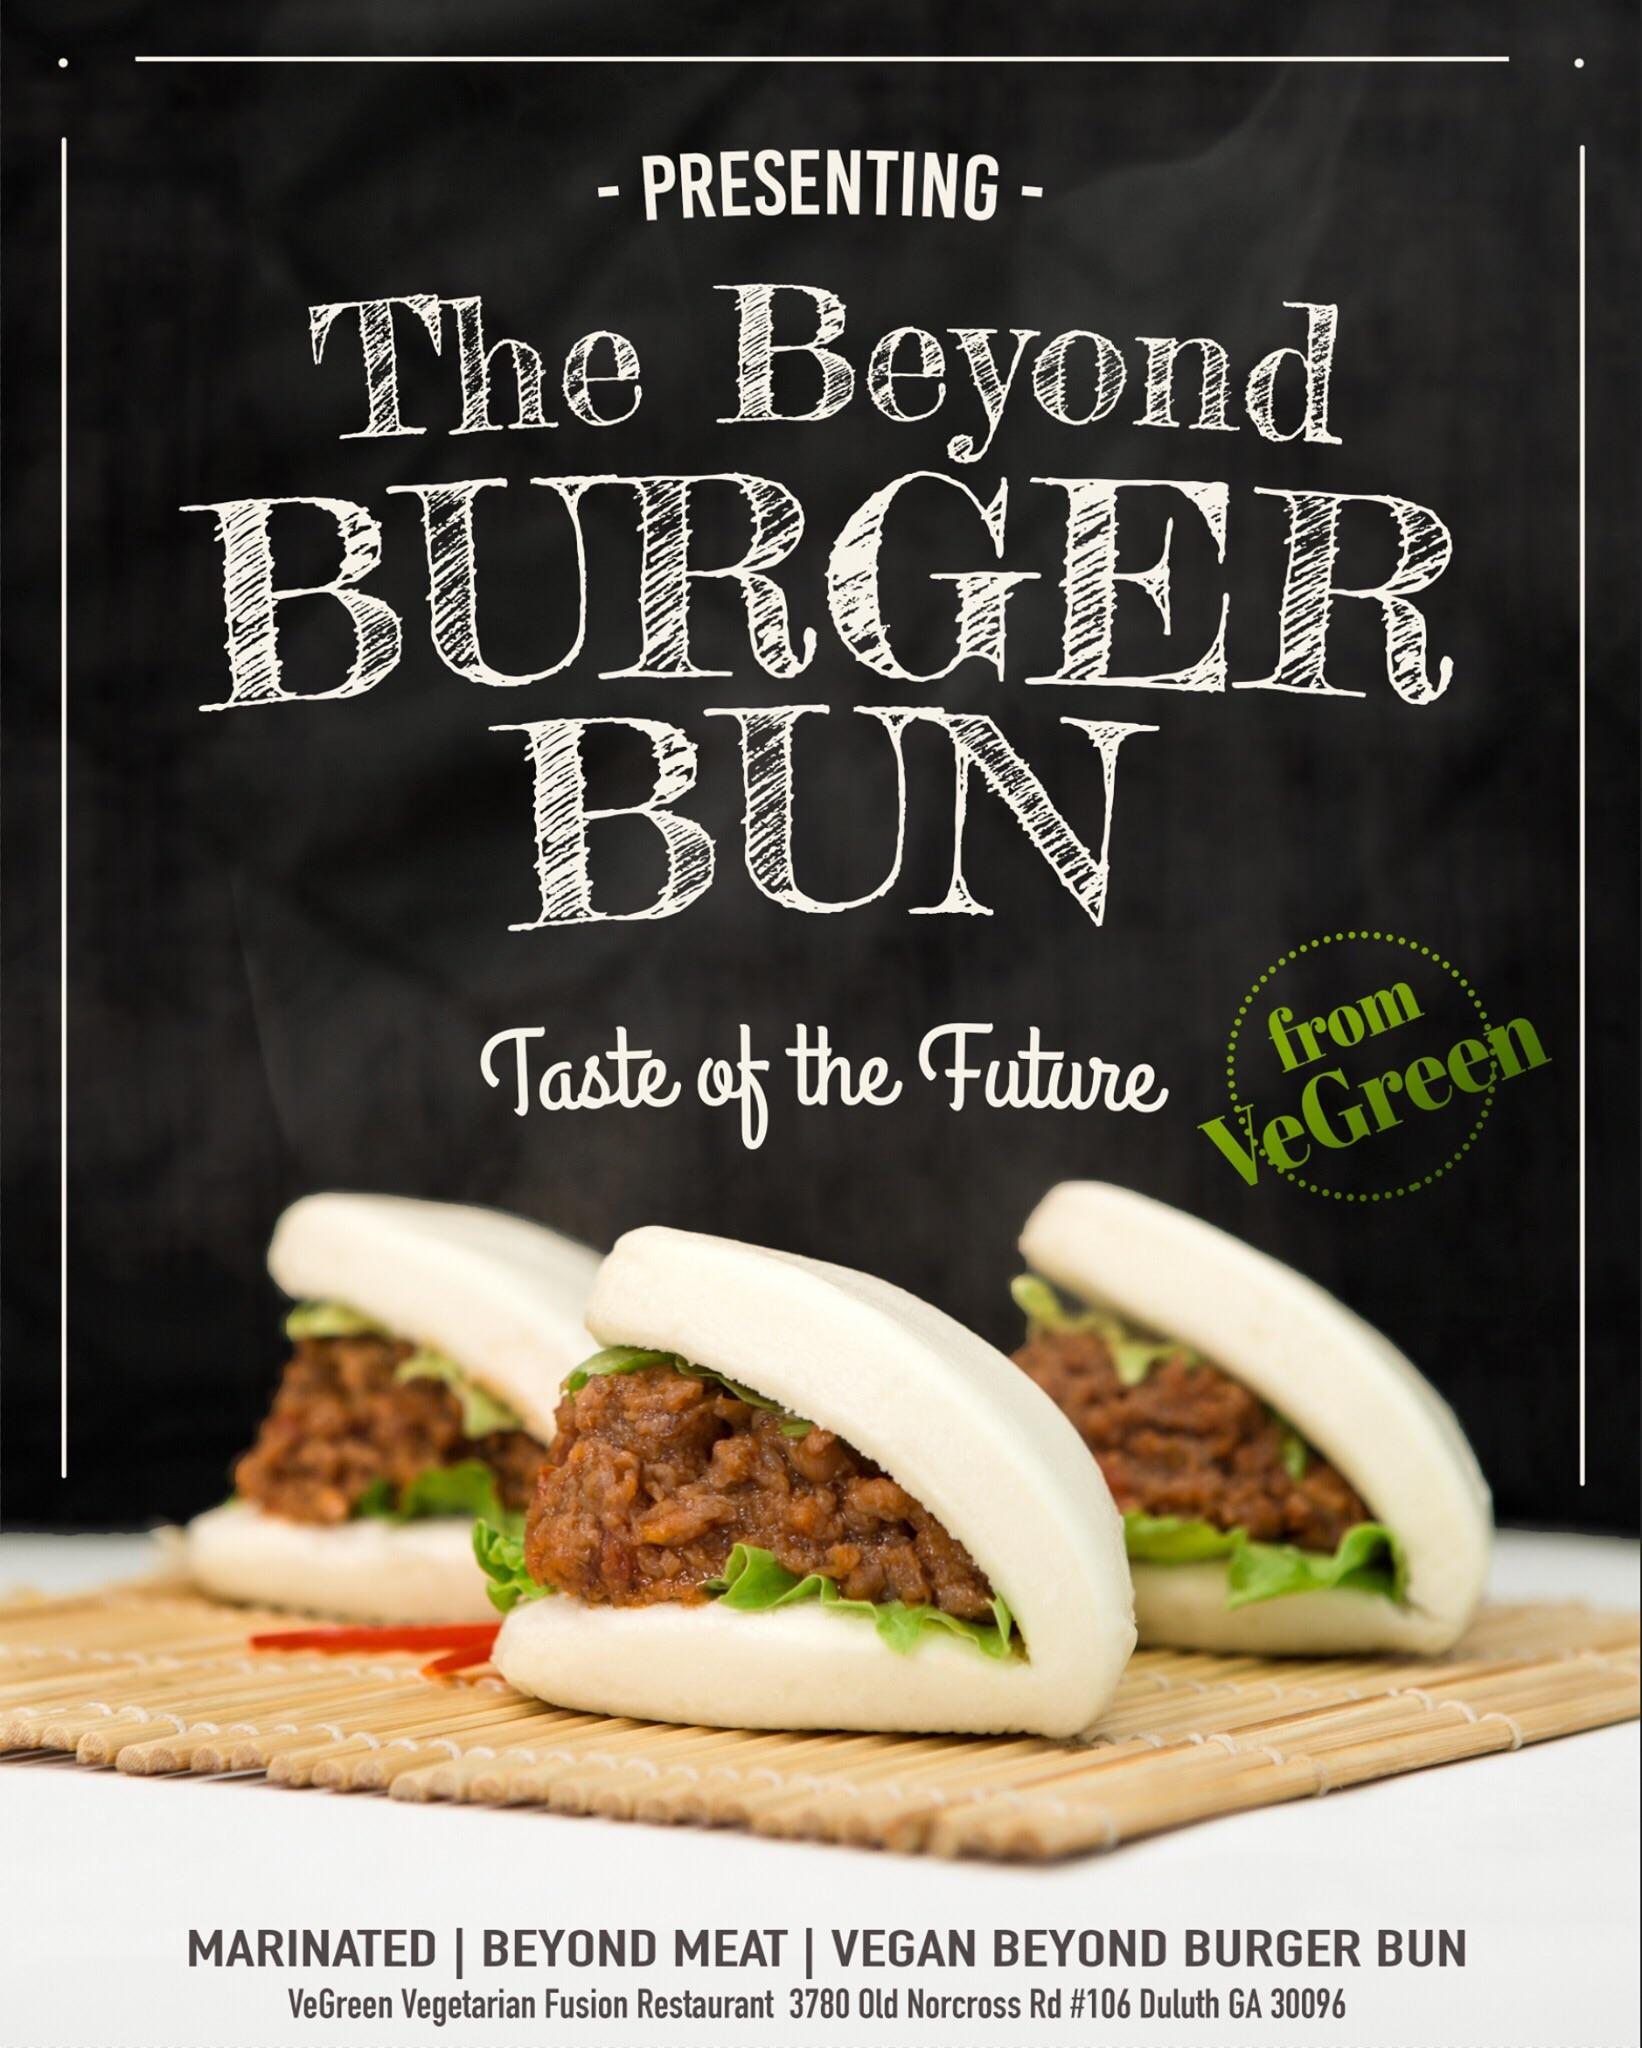 - PRESENTING -
The Beyond
BURGER
BUN
Taste of the Future
from
VeGreen
MARINATED | BEYOND MEAT | VEGAN BEYOND BURGER BUN
VeGreen Vegetarian Fusion Restaurant 3780 Old Norcross Rd #106 Duluth GA 30096